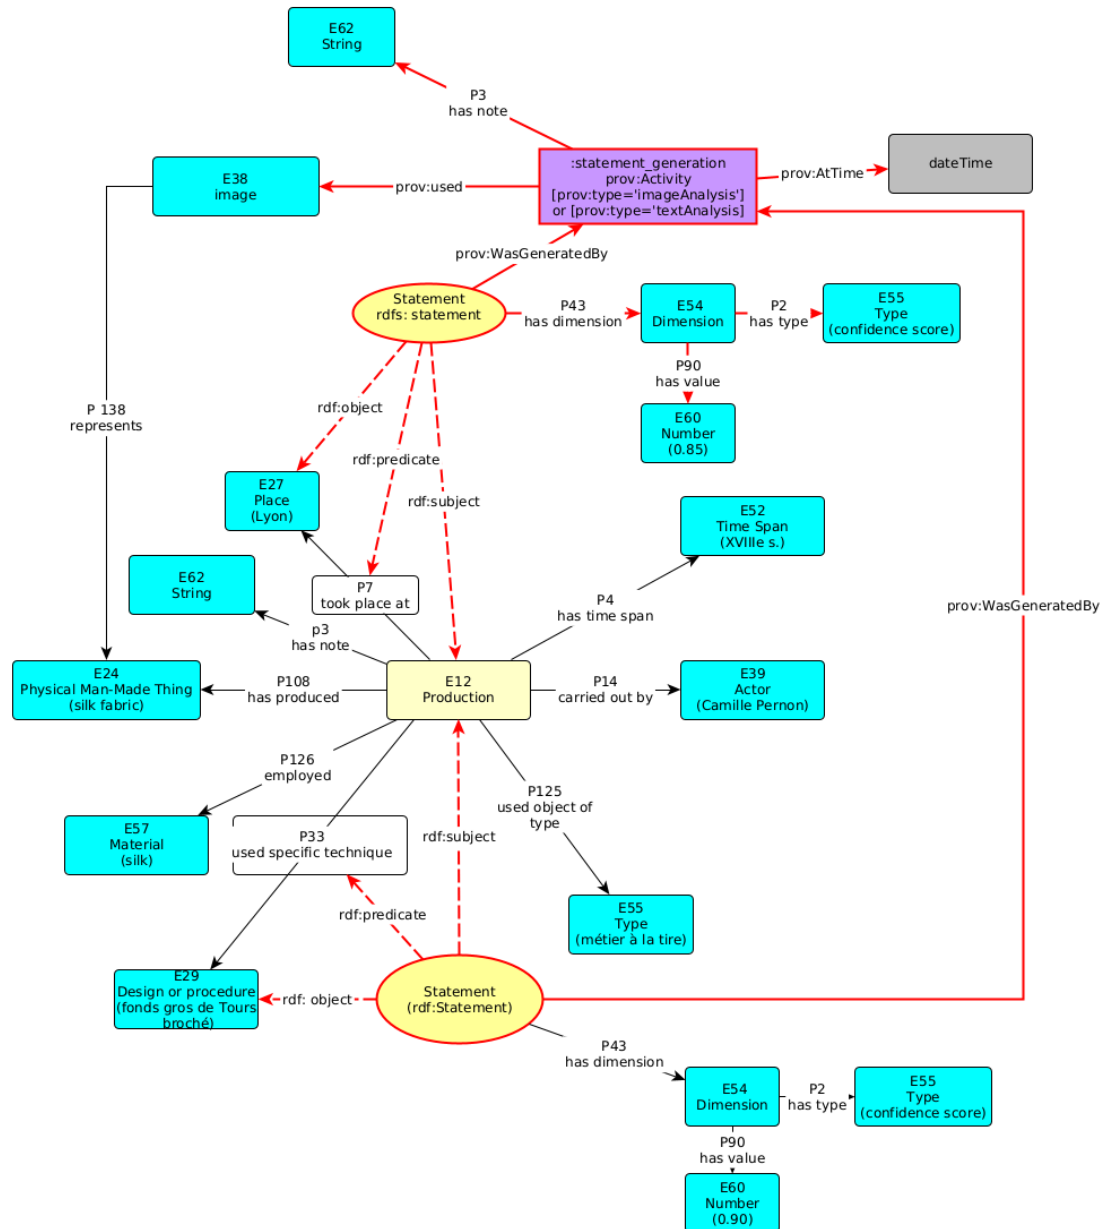 E62
String
P3
has note
:statement_generation
prov:Activity
[prov:type='imageAnalysis']
or [prov:type='textAnalysis]
prov:AtTime
dateTime
E38
image
prov:used
prov:WasGeneratedBy
Statement
rdfs: statement
P43
has dimension
E54
Dimension
P2
has type
E55
Type
(confidence score)
P90
has value
E60
Number
(0.85)
P 138
represents
rdf:object
rdf:predicate
rdf:subject
E27
Place
(Lyon)
E52
Time Span
(XVIIIe s.)
E62
String
P7
took place at
P4
has time span
prov:WasGeneratedBy
p3
has note
E24
Physical Man-Made Thing
(silk fabric)
P108
has produced
E12
Production
P14
carried out by
E39
Actor
(Camille Pernon)
P126
employed
P125
used object of
type
E57
Material
(silk)
P33
used specific technique
rdf:subject
rdf:predicate
E55
Type
(métier à la tire)
E29
Design or procedure
(fonds gros de Tours
broché)
rdf: object
Statement
(rdf:Statement)
P43
has dimension
E54
Dimension
P2
has type
E55
Type
(confidence score)
P90
has value
E60
Number
(0.90)